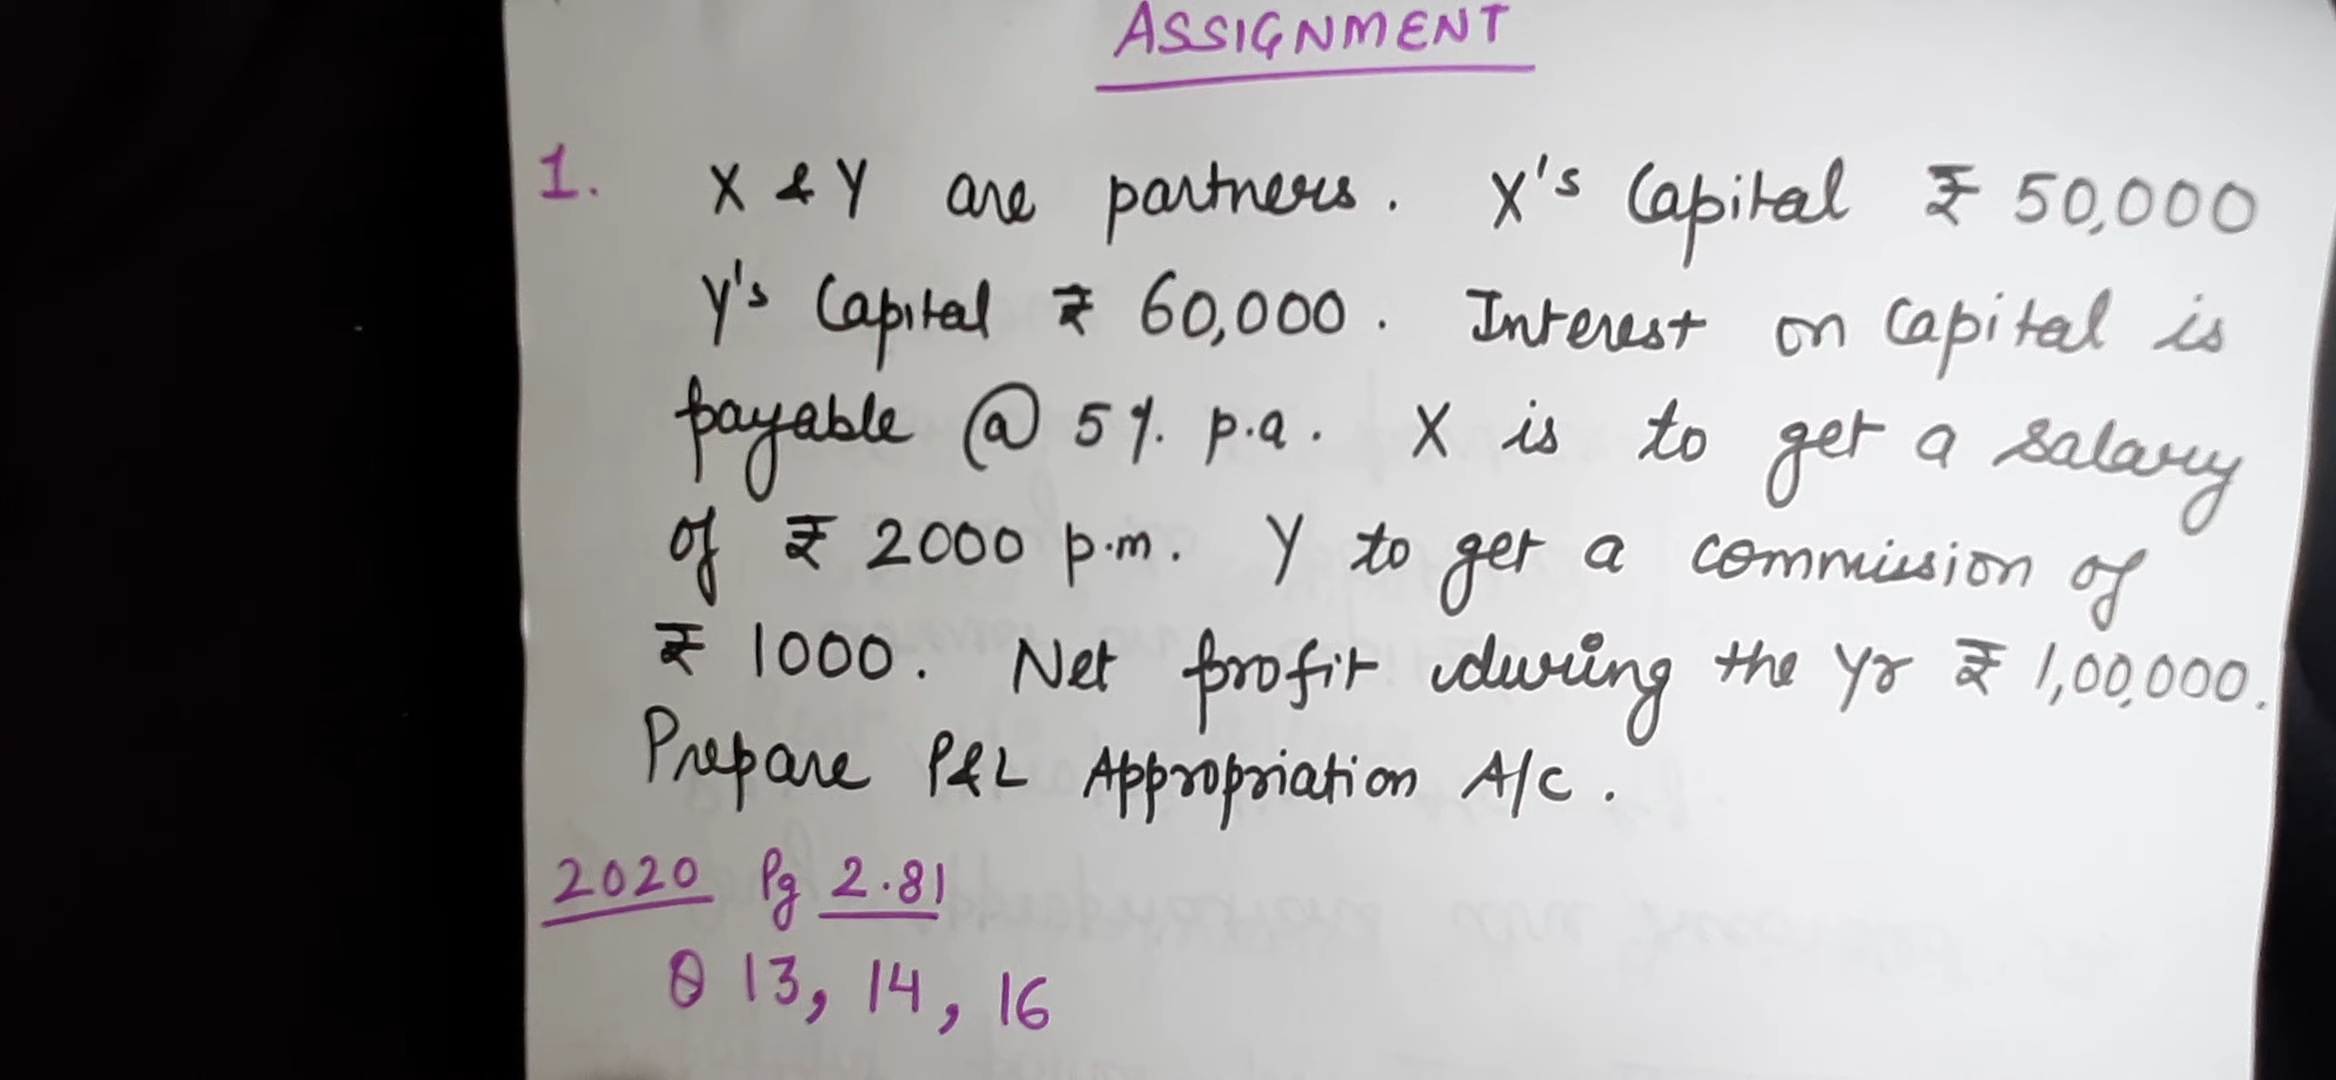 ASSIGNMENT
1. X & Y are partners. X's Capital ₹ 50,000
Y's Capital ₹ 60,000. Interest on Capital is
payable @ 5% p.a. X is to get a salary
of ₹ 2000 p.m. Y to get a commission of
₹ 1000. Net profit during the yr ₹ 1,00,000.
Prepare P&L Appropriation A/c.
2020 Pg 2.81
Q 13, 14, 16